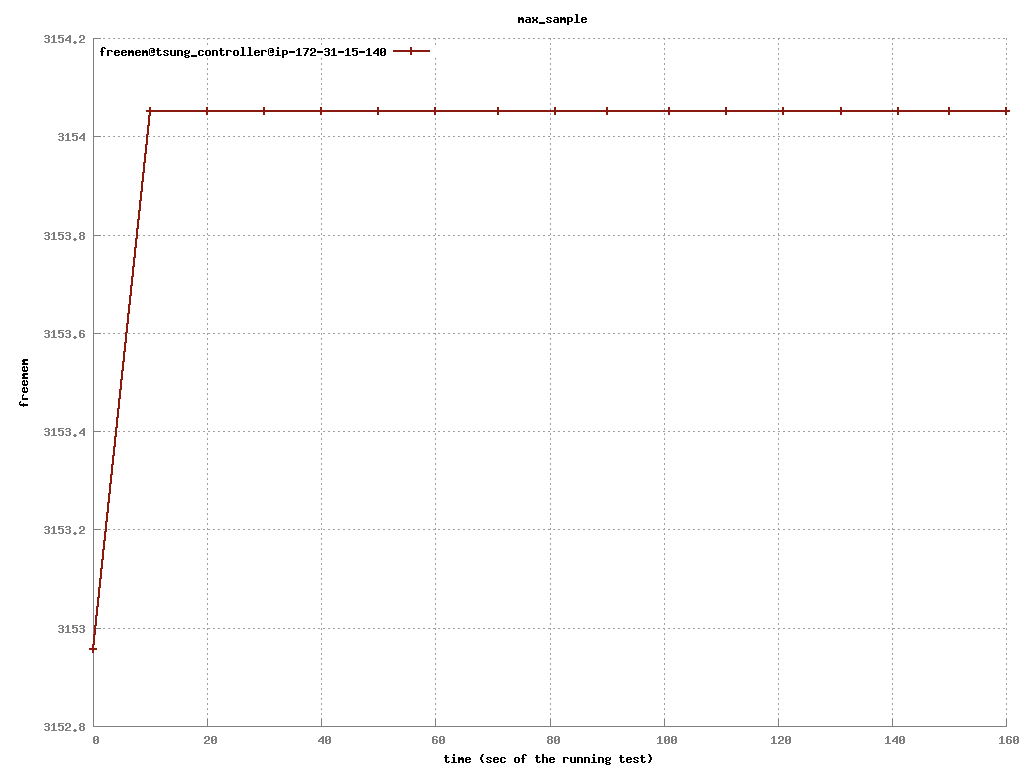 max_sample
3154.2
freemem@tsung_controller@ip-172-31-15-140
3154
3153.8
3153.6
freemem
3153.4
3153.2
3153
3152.8
0 20 40 60 80 100 120 140 160
time (sec of the running test)